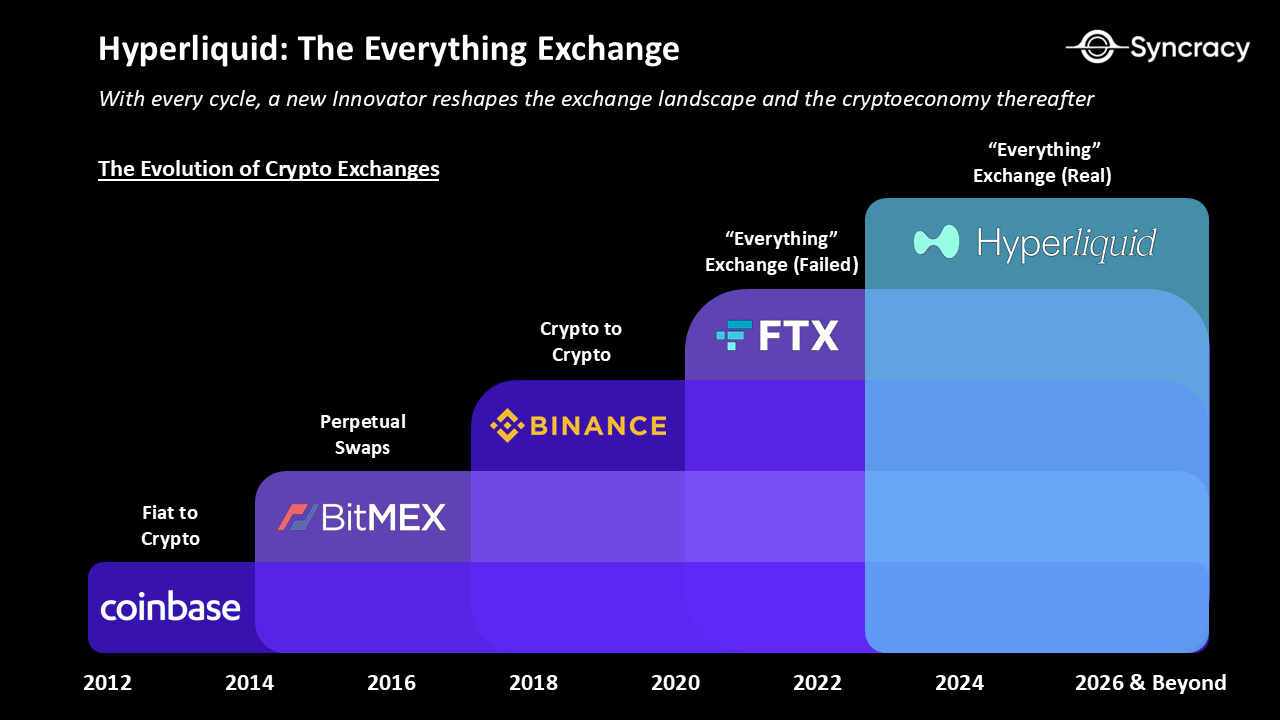 Hyperliquid: The Everything Exchange
Syncracy
With every cycle, a new Innovator reshapes the exchange landscape and the cryptoeconomy thereafter
The Evolution of Crypto Exchanges
“Everything”
Exchange (Real)
Hyperliquid
“Everything”
Exchange (Failed)
FTX
Crypto to
Crypto
BINANCE
Perpetual
Swaps
BitMEX
Fiat to
Crypto
coinbase
2012
2014
2016
2018
2020
2022
2024
2026 & Beyond